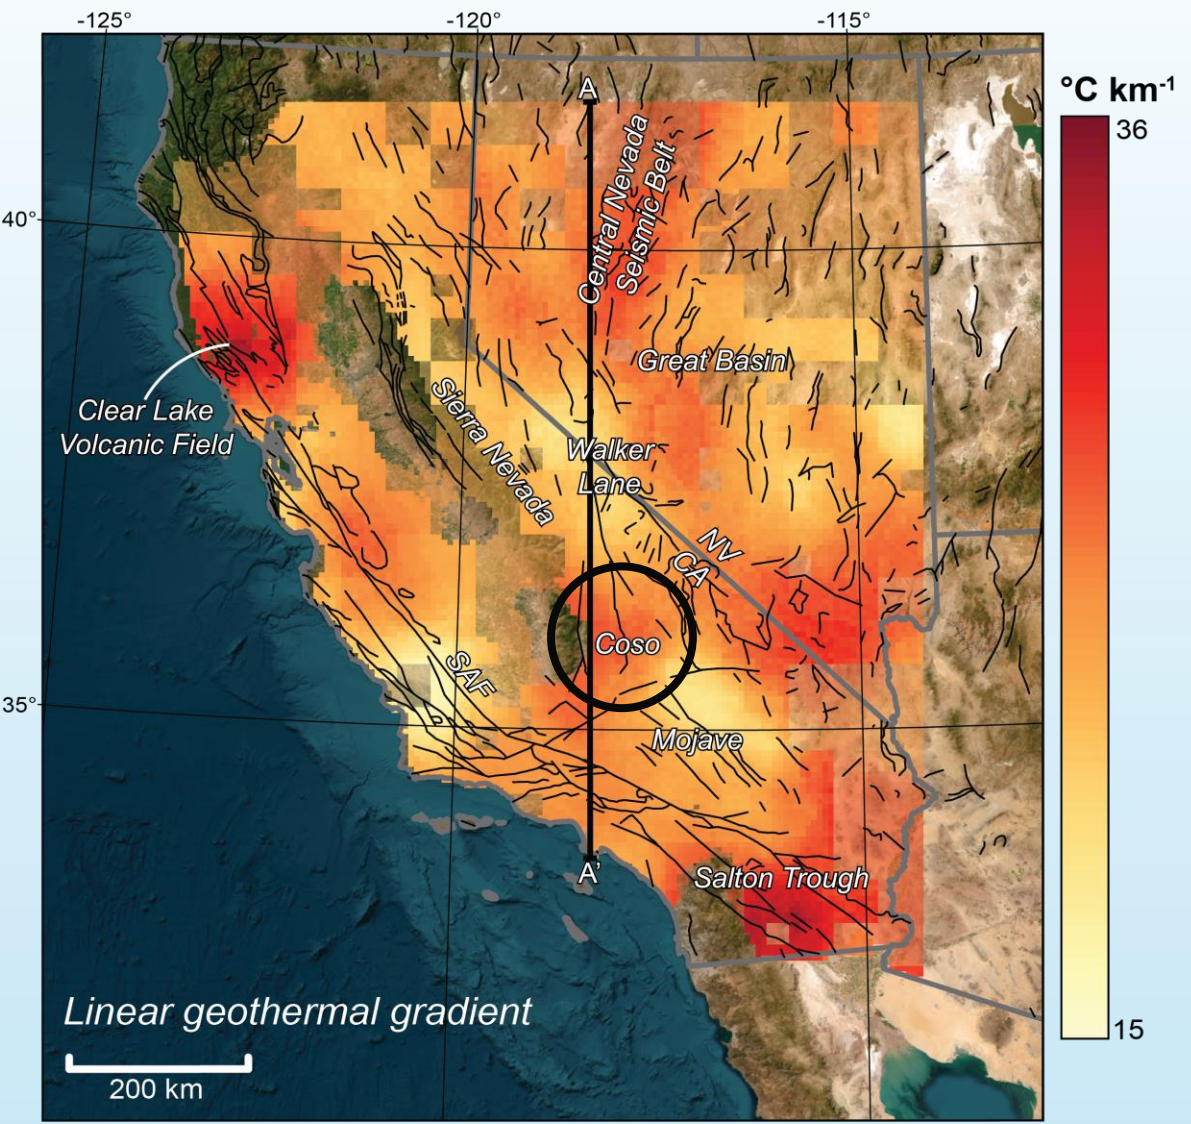 -125°
-120°
-115°
°C km-1
36
15
40°
35°
A
Central Nevada
Seismic Belt
Great Basin
Clear Lake
Volcanic Field
Sierra Nevada
Walker
Lane
NV
CA
Coso
SAF
Mojave
A'
Salton Trough
Linear geothermal gradient
200 km